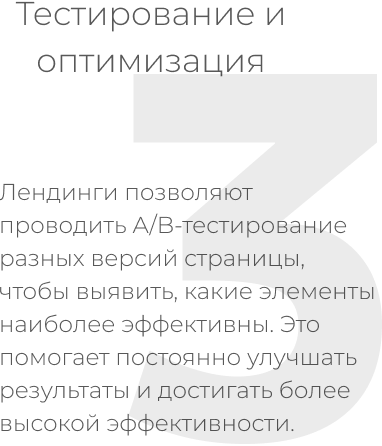 Тестирование и
оптимизация
3
Лендинги позволяют
проводить A/B-тестирование
разных версий страницы,
чтобы выявить, какие элементы
наиболее эффективны. Это
помогает постоянно улучшать
результаты и достигать более
высокой эффективности.